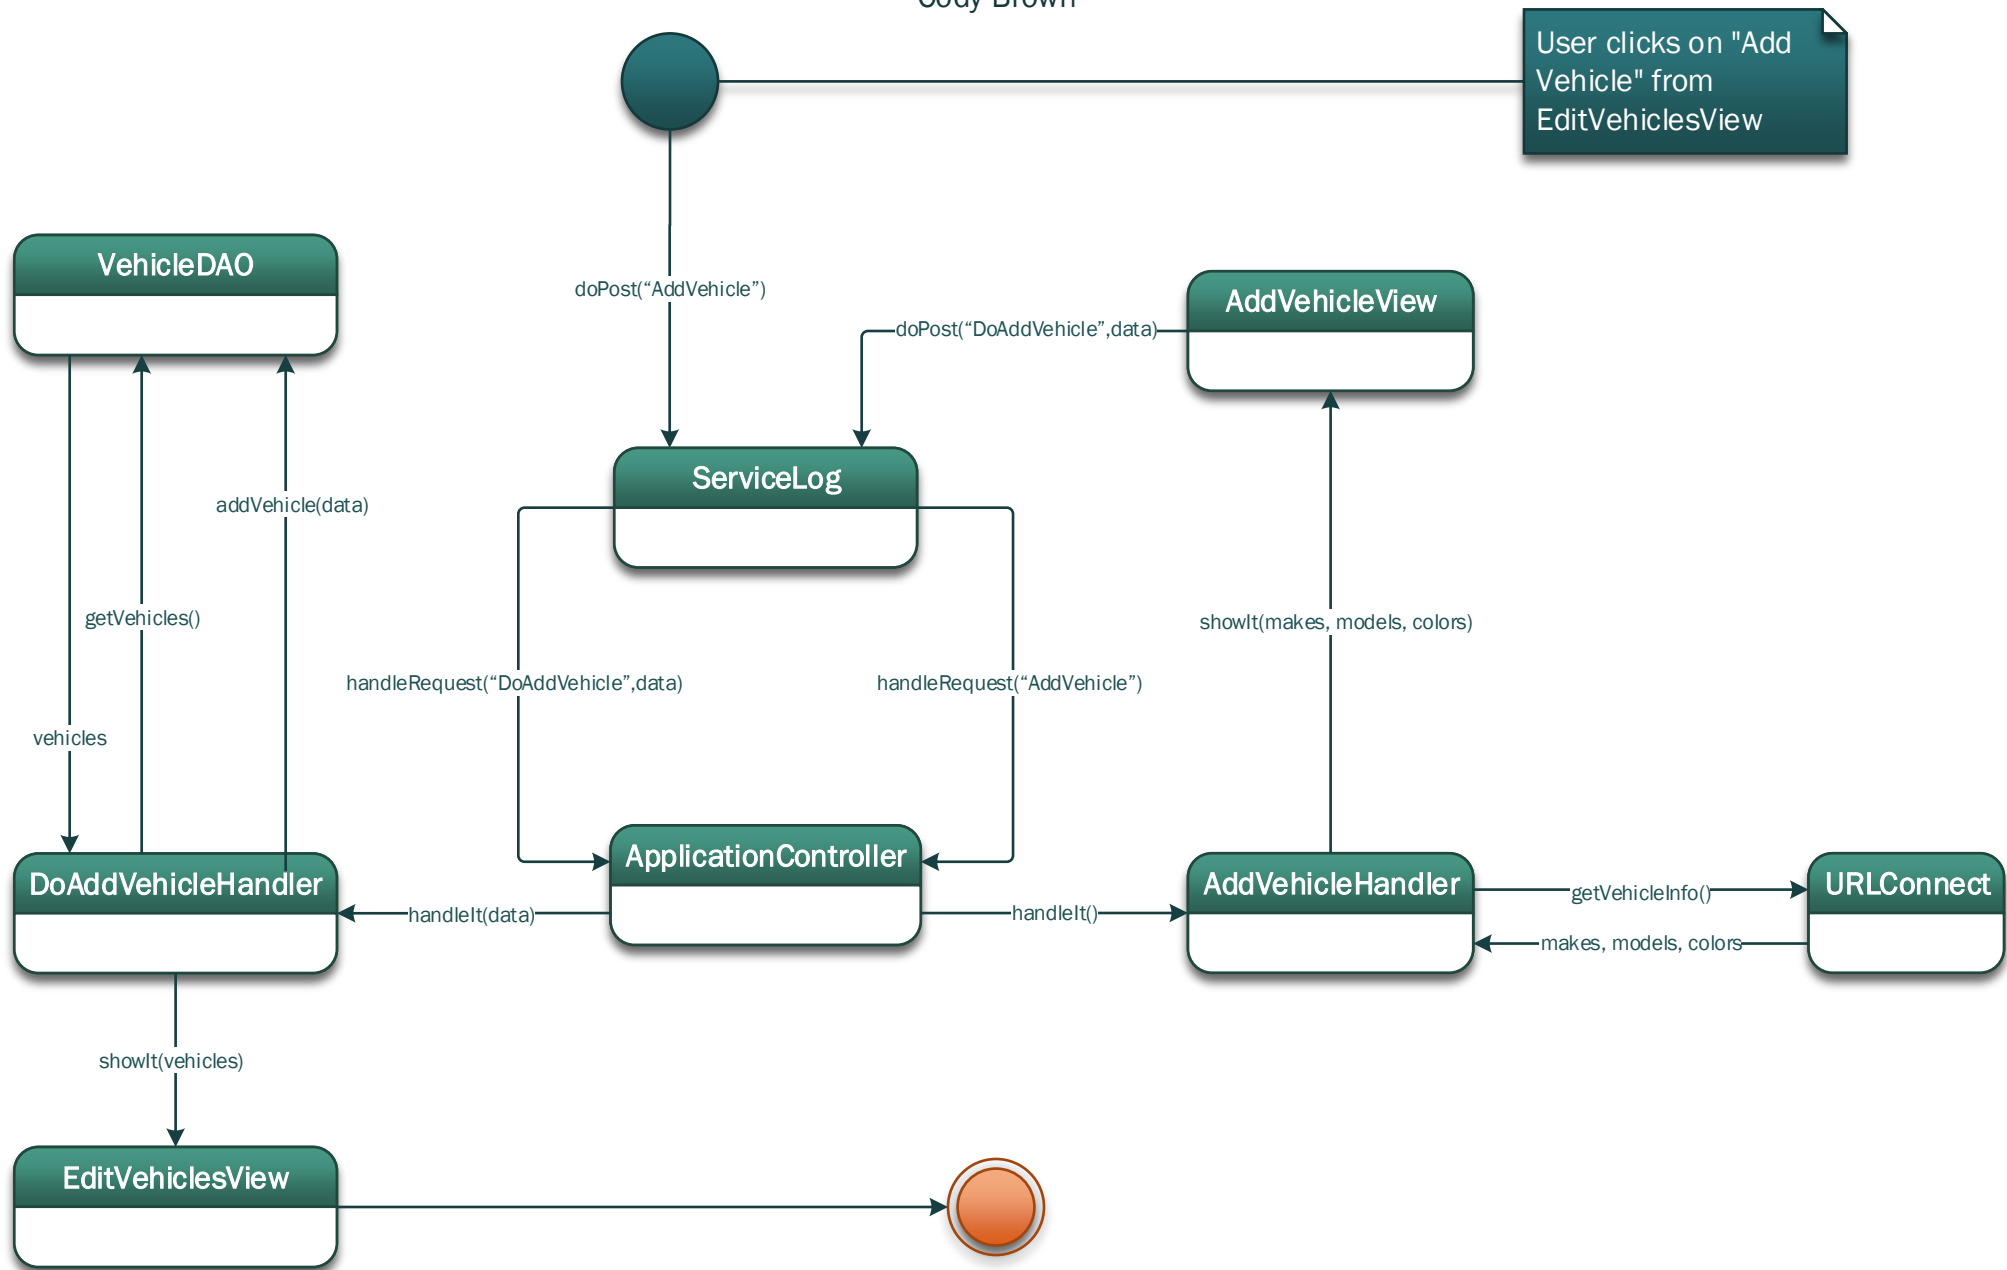 Cody Brown
User clicks on "Add
Vehicle" from
EditVehiclesView
VehicleDAO
doPost(“AddVehicle”)
AddVehicleView
doPost(“DoAddVehicle”,data)
ServiceLog
addVehicle(data)
getVehicles()
showIt(makes, models, colors)
handleRequest(“DoAddVehicle”,data)
handleRequest(“AddVehicle”)
vehicles
ApplicationController
DoAddVehicleHandler
AddVehicleHandler
URLConnect
getVehicleInfo()
handleIt(data)
handleIt()
makes, models, colors
showIt(vehicles)
EditVehiclesView